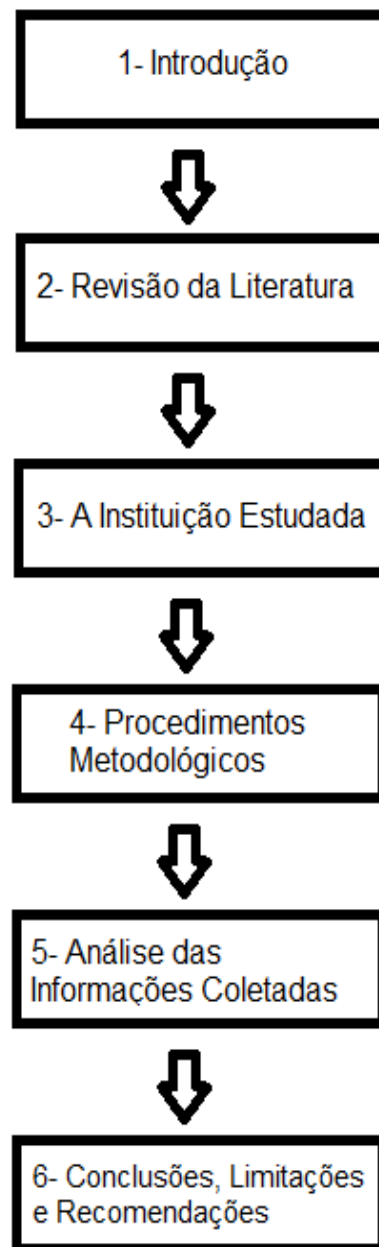 1- Introdução
2- Revisão da Literatura
3- A Instituição Estudada
4- Procedimentos
Metodológicos
5- Análise das
Informações Coletadas
6- Conclusões, Limitações
e Recomendações